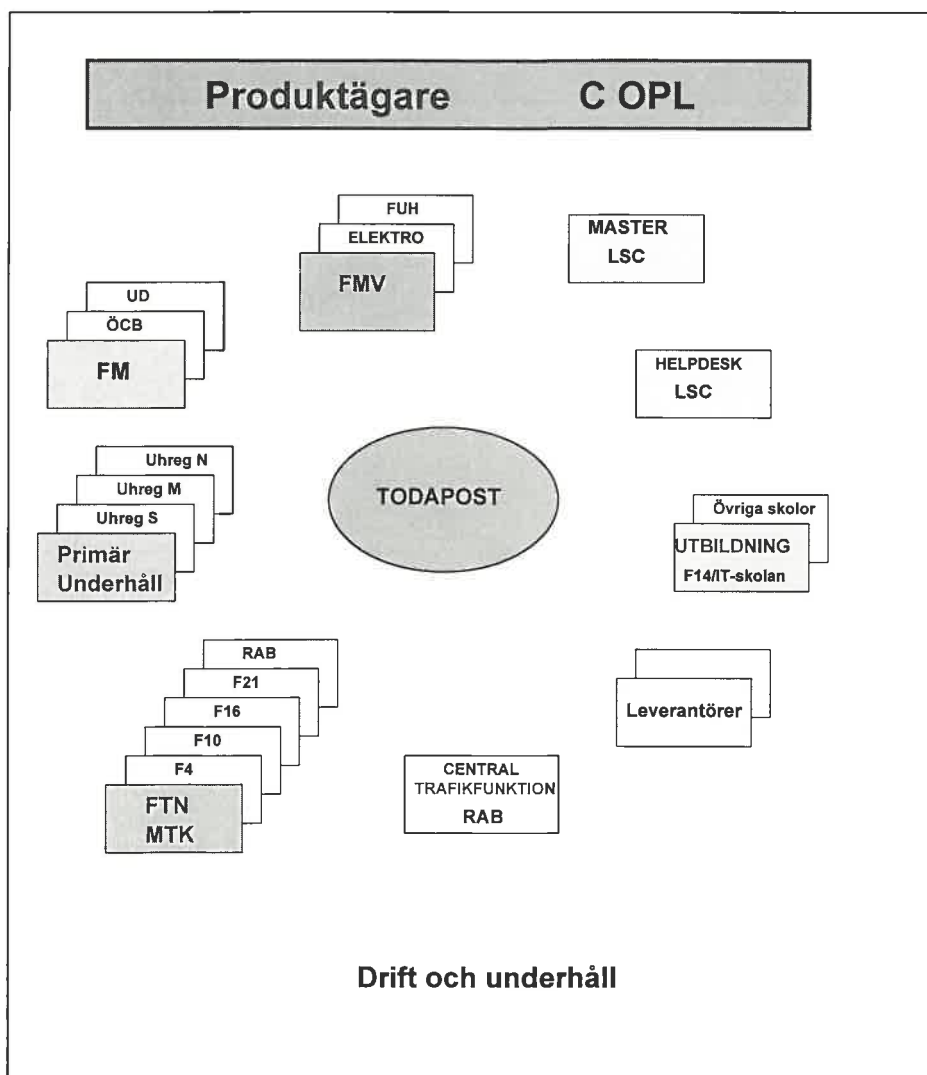 Produktägare C OPL
FUH
ELEKTRO
FMV
MASTER
LSC
UD
ÖCB
FM
HELPDESK
LSC
Uhreg N
Uhreg M
Uhreg S
Primär
Underhåll
TODAPOST
Övriga skolor
UTBILDNING
F14/IT-skolan
RAB
F21
F16
F10
F4
FTN
MTK
Leverantörer
CENTRAL
TRAFIKFUNKTION
RAB
Drift och underhåll